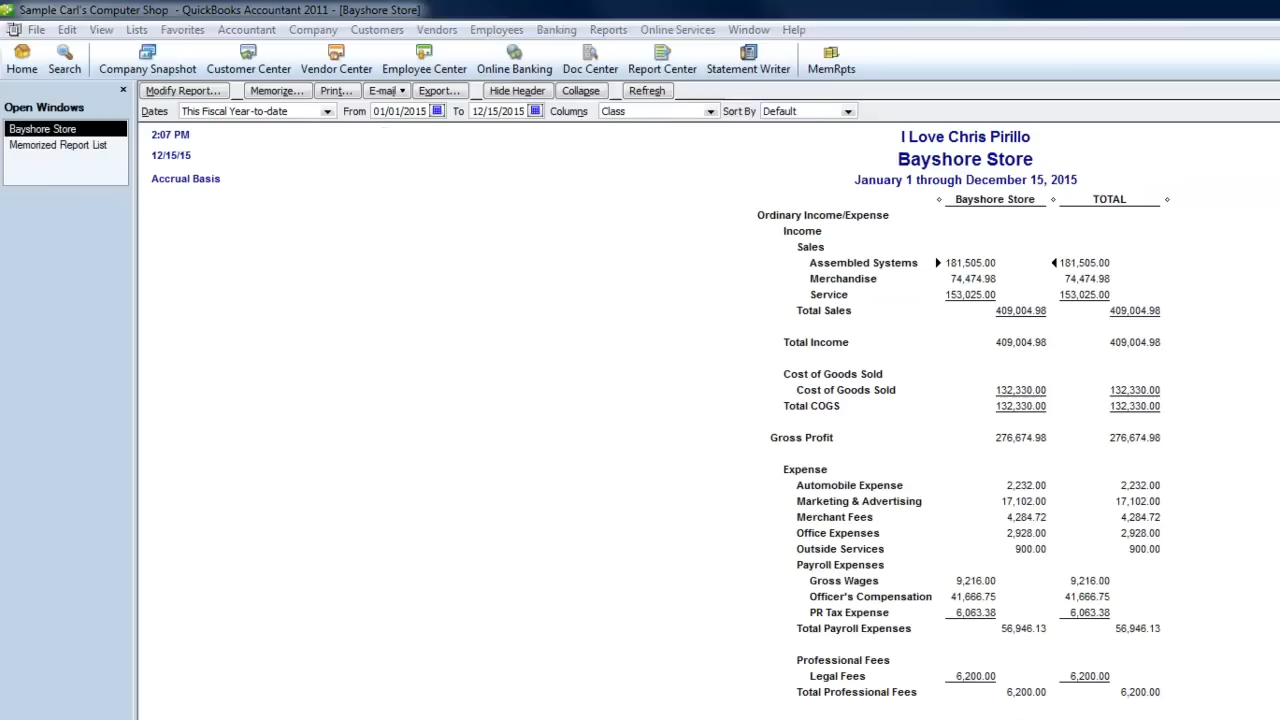 Sample Carl's Computer Shop - QuickBooks Accountant 2011 - [Bayshore Store]
File Edit View Lists Favorites Accountant Company Customers Vendors Employees Banking Reports Online Services Window Help
Home Search Company Snapshot Customer Center Vendor Center Employee Center Online Banking Doc Center Report Center Statement Writer MemRpts
Modify Report... Memorize... Print... E-mail Export... Hide Header Collapse Refresh
Open Windows
Dates This Fiscal Year-to-date From 01/01/2015 To 12/15/2015 Columns Class Sort By Default
Bayshore Store
Memorized Report List
2:07 PM
12/15/15
Accrual Basis
I Love Chris Pirillo
Bayshore Store
January 1 through December 15, 2015
Bayshore Store TOTAL
Ordinary Income/Expense
Income
Sales
Assembled Systems 181,505.00 181,505.00
Merchandise 74,474.98 74,474.98
Service 153,025.00 153,025.00
Total Sales 409,004.98 409,004.98
Total Income 409,004.98 409,004.98
Cost of Goods Sold
Cost of Goods Sold 132,330.00 132,330.00
Total COGS 132,330.00 132,330.00
Gross Profit 276,674.98 276,674.98
Expense
Automobile Expense 2,232.00 2,232.00
Marketing & Advertising 17,102.00 17,102.00
Merchant Fees 4,284.72 4,284.72
Office Expenses 2,928.00 2,928.00
Outside Services 900.00 900.00
Payroll Expenses
Gross Wages 9,216.00 9,216.00
Officer's Compensation 41,666.75 41,666.75
PR Tax Expense 6,063.38 6,063.38
Total Payroll Expenses 56,946.13 56,946.13
Professional Fees
Legal Fees 6,200.00 6,200.00
Total Professional Fees 6,200.00 6,200.00